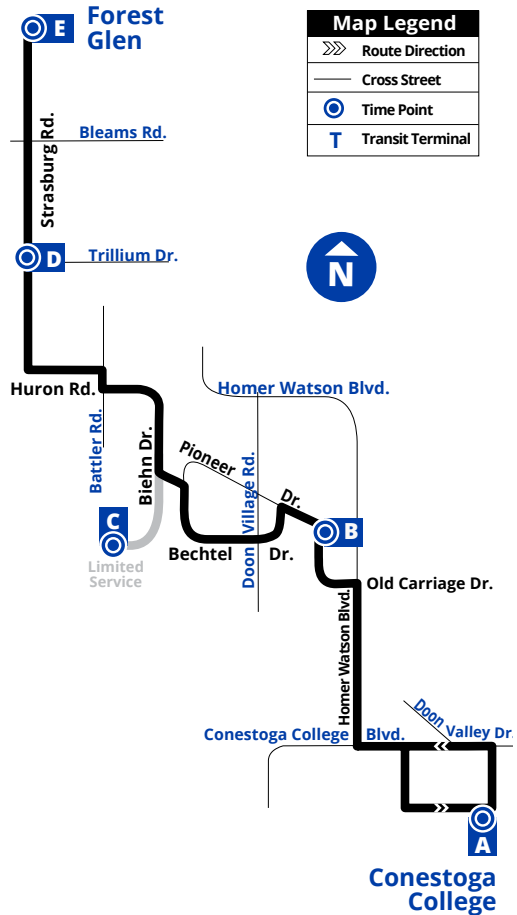 E
Forest
Glen
Map Legend
Route Direction
Cross Street
Time Point
T Transit Terminal
Bleams Rd.
Strasburg Rd.
D
Trillium Dr.
N
Huron Rd.
Homer Watson Blvd.
Battler Rd.
Biehn Dr.
Pioneer Dr.
Doon Village Rd.
C
Limited
Service
Bechtel Dr.
B
Old Carriage Dr.
Homer Watson Blvd.
Conestoga College Blvd.
Doon Valley Dr.
A
Conestoga
College